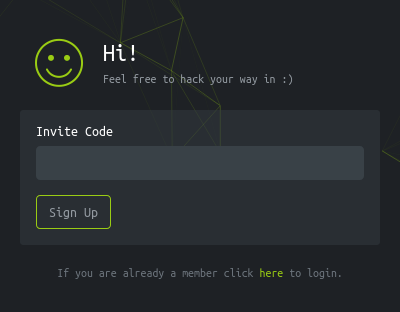 Hi!
Feel free to hack your way in :)
Invite Code
Sign Up
If you are already a member click here to login.